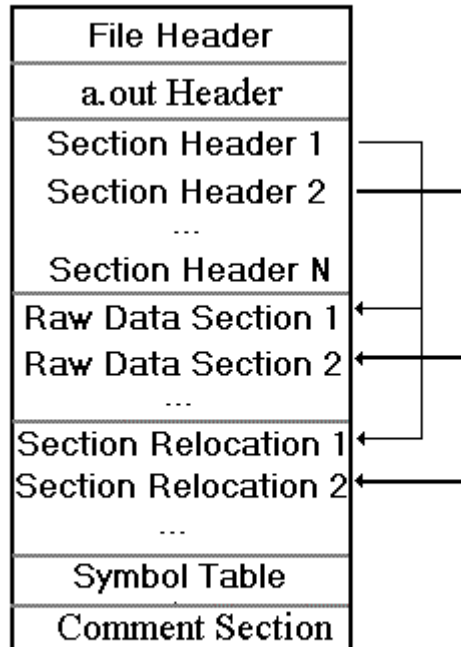 File Header
a.out Header
Section Header 1
Section Header 2
...
Section Header N
Raw Data Section 1
Raw Data Section 2
...
Section Relocation 1
Section Relocation 2
...
Symbol Table
Comment Section